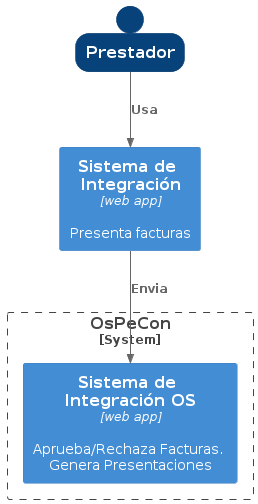 Prestador
Usa
Sistema de
Integración
[web app]
Presenta facturas
Envia
OsPeCon
[System]
Sistema de
Integración OS
[web app]
Aprueba/Rechaza Facturas.
Genera Presentaciones